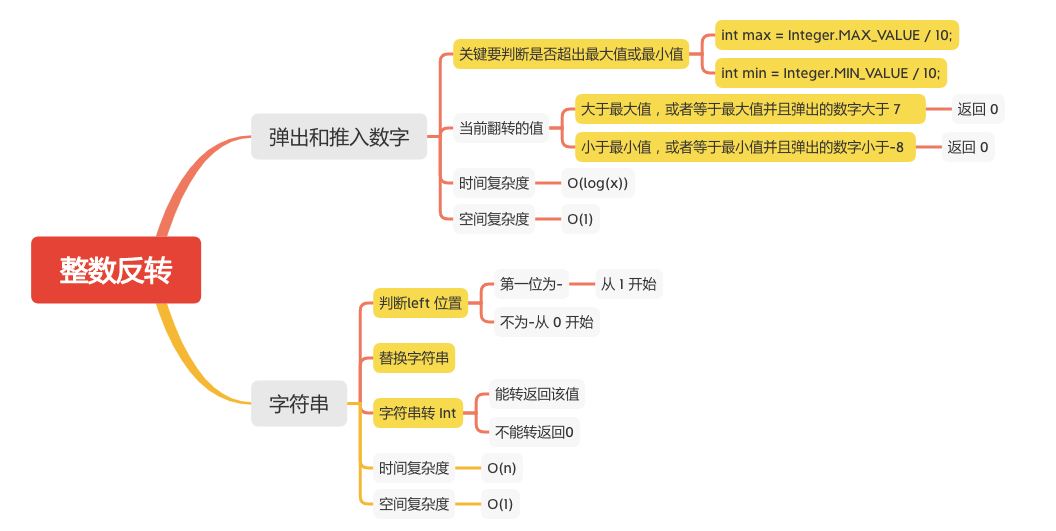 整数反转
弹出和推入数字
关键要判断是否超出最大值或最小值
int max = Integer.MAX_VALUE / 10;
int min = Integer.MIN_VALUE / 10;
当前翻转的值
大于最大值，或者等于最大值并且弹出的数字大于 7
返回 0
小于最小值，或者等于最小值并且弹出的数字小于-8
返回 0
时间复杂度
O(log(x))
空间复杂度
O(1)
字符串
判断left 位置
第一位为-
从 1 开始
不为-从 0 开始
替换字符串
字符串转 Int
能转返回该值
不能转返回0
时间复杂度
O(n)
空间复杂度
O(1)